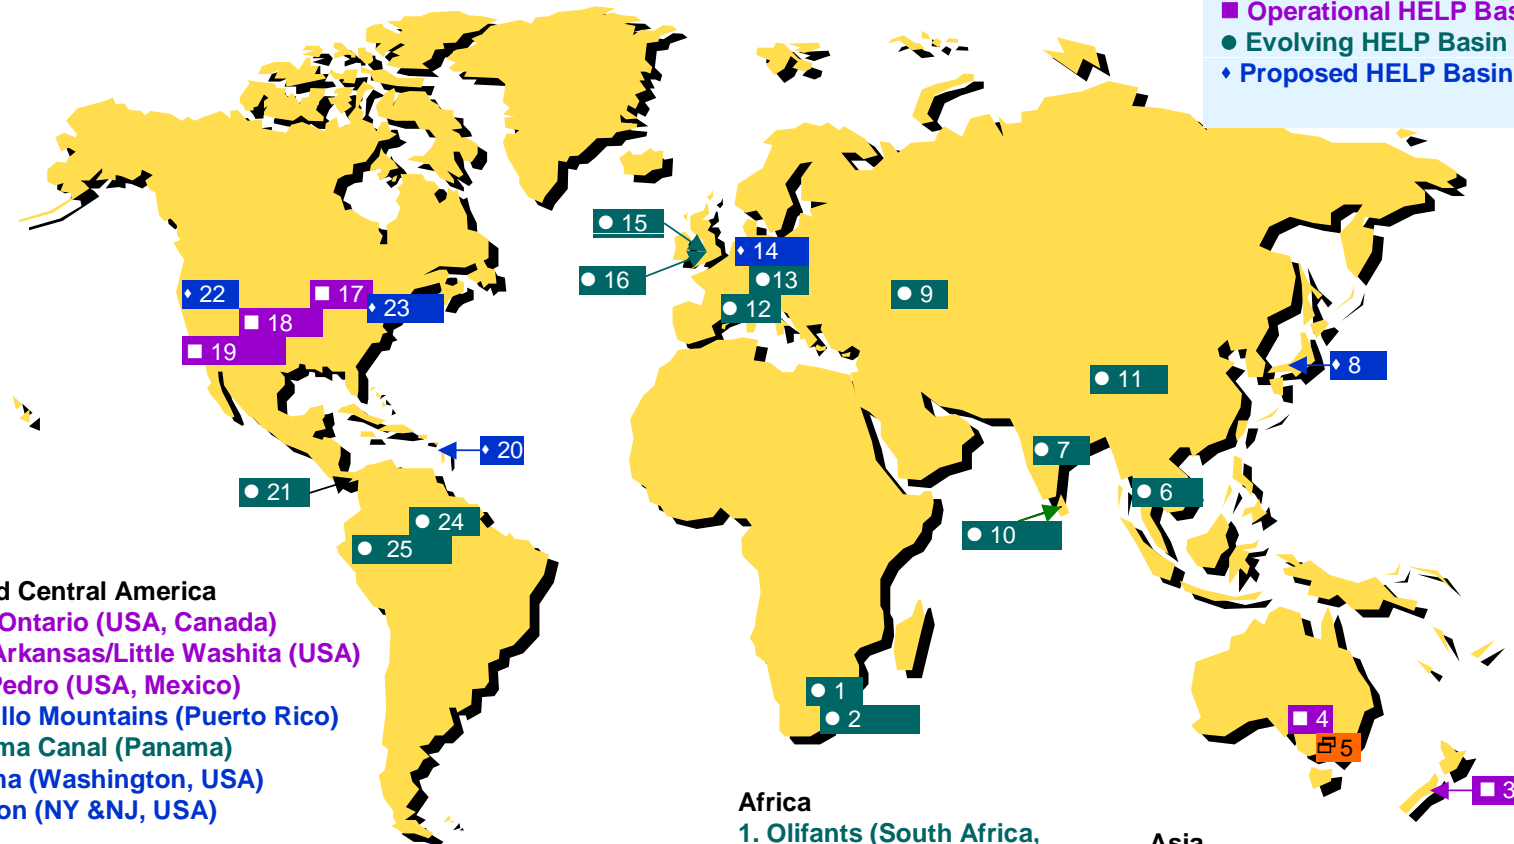 Operational HELP Bas
Evolving HELP Basin
Proposed HELP Basin
15
14
16
13
9
22
17
23
12
18
19
8
11
20
7
21
6
24
10
25
d Central America
Ontario (USA, Canada)
Arkansas/Little Washita (USA)
Pedro (USA, Mexico)
llo Mountains (Puerto Rico)
ma Canal (Panama)
na (Washington, USA)
on (NY &NJ, USA)
1
2
4
5
3
Africa
1. Olifants (South Africa,
Asia